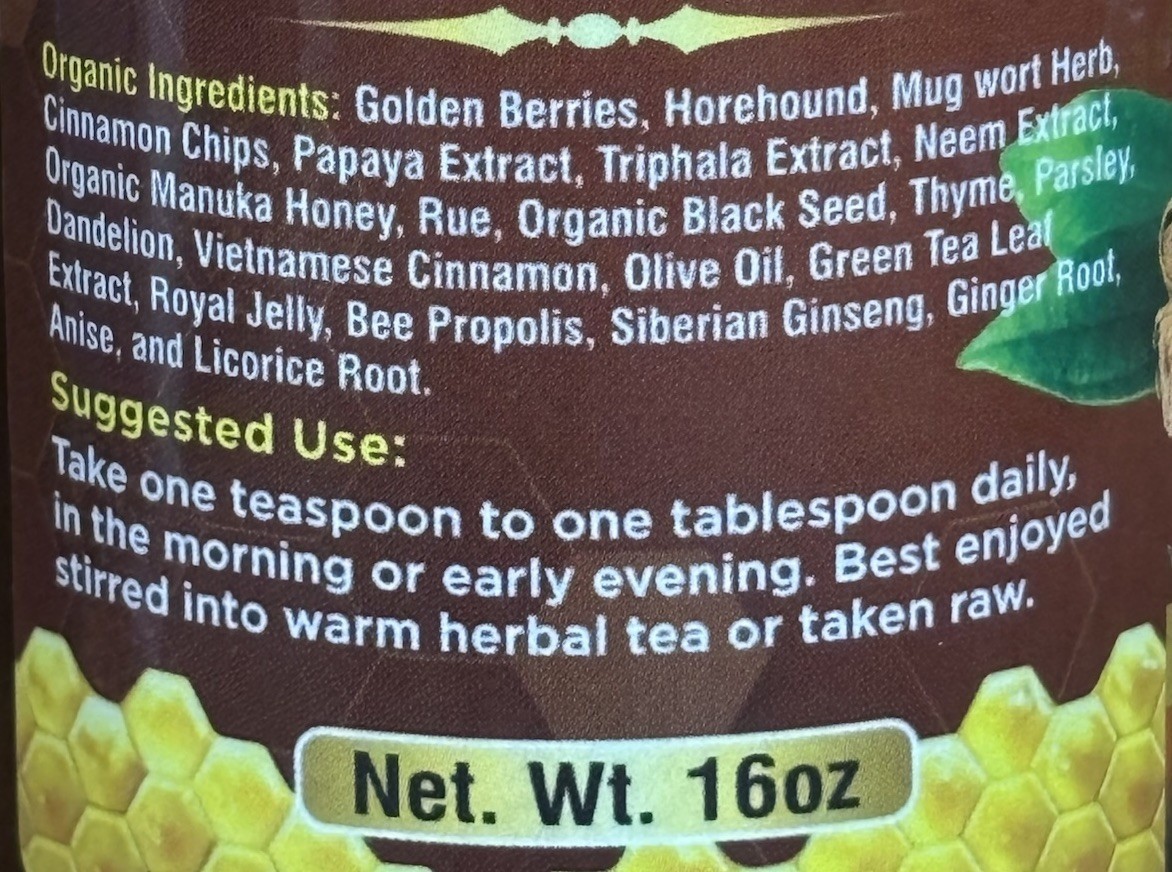 Organic Ingredients: Golden Berries, Horehound, Mug wort Herb,
Cinnamon Chips, Papaya Extract, Triphala Extract, Neem Extract,
Organic Manuka Honey, Rue, Organic Black Seed, Thyme, Parsley,
Dandelion, Vietnamese Cinnamon, Olive Oil, Green Tea Leaf
Extract, Royal Jelly, Bee Propolis, Siberian Ginseng, Ginger Root,
Anise, and Licorice Root.
Suggested Use:
Take one teaspoon to one tablespoon daily,
in the morning or early evening. Best enjoyed
stirred into warm herbal tea or taken raw.
Net. Wt. 16oz